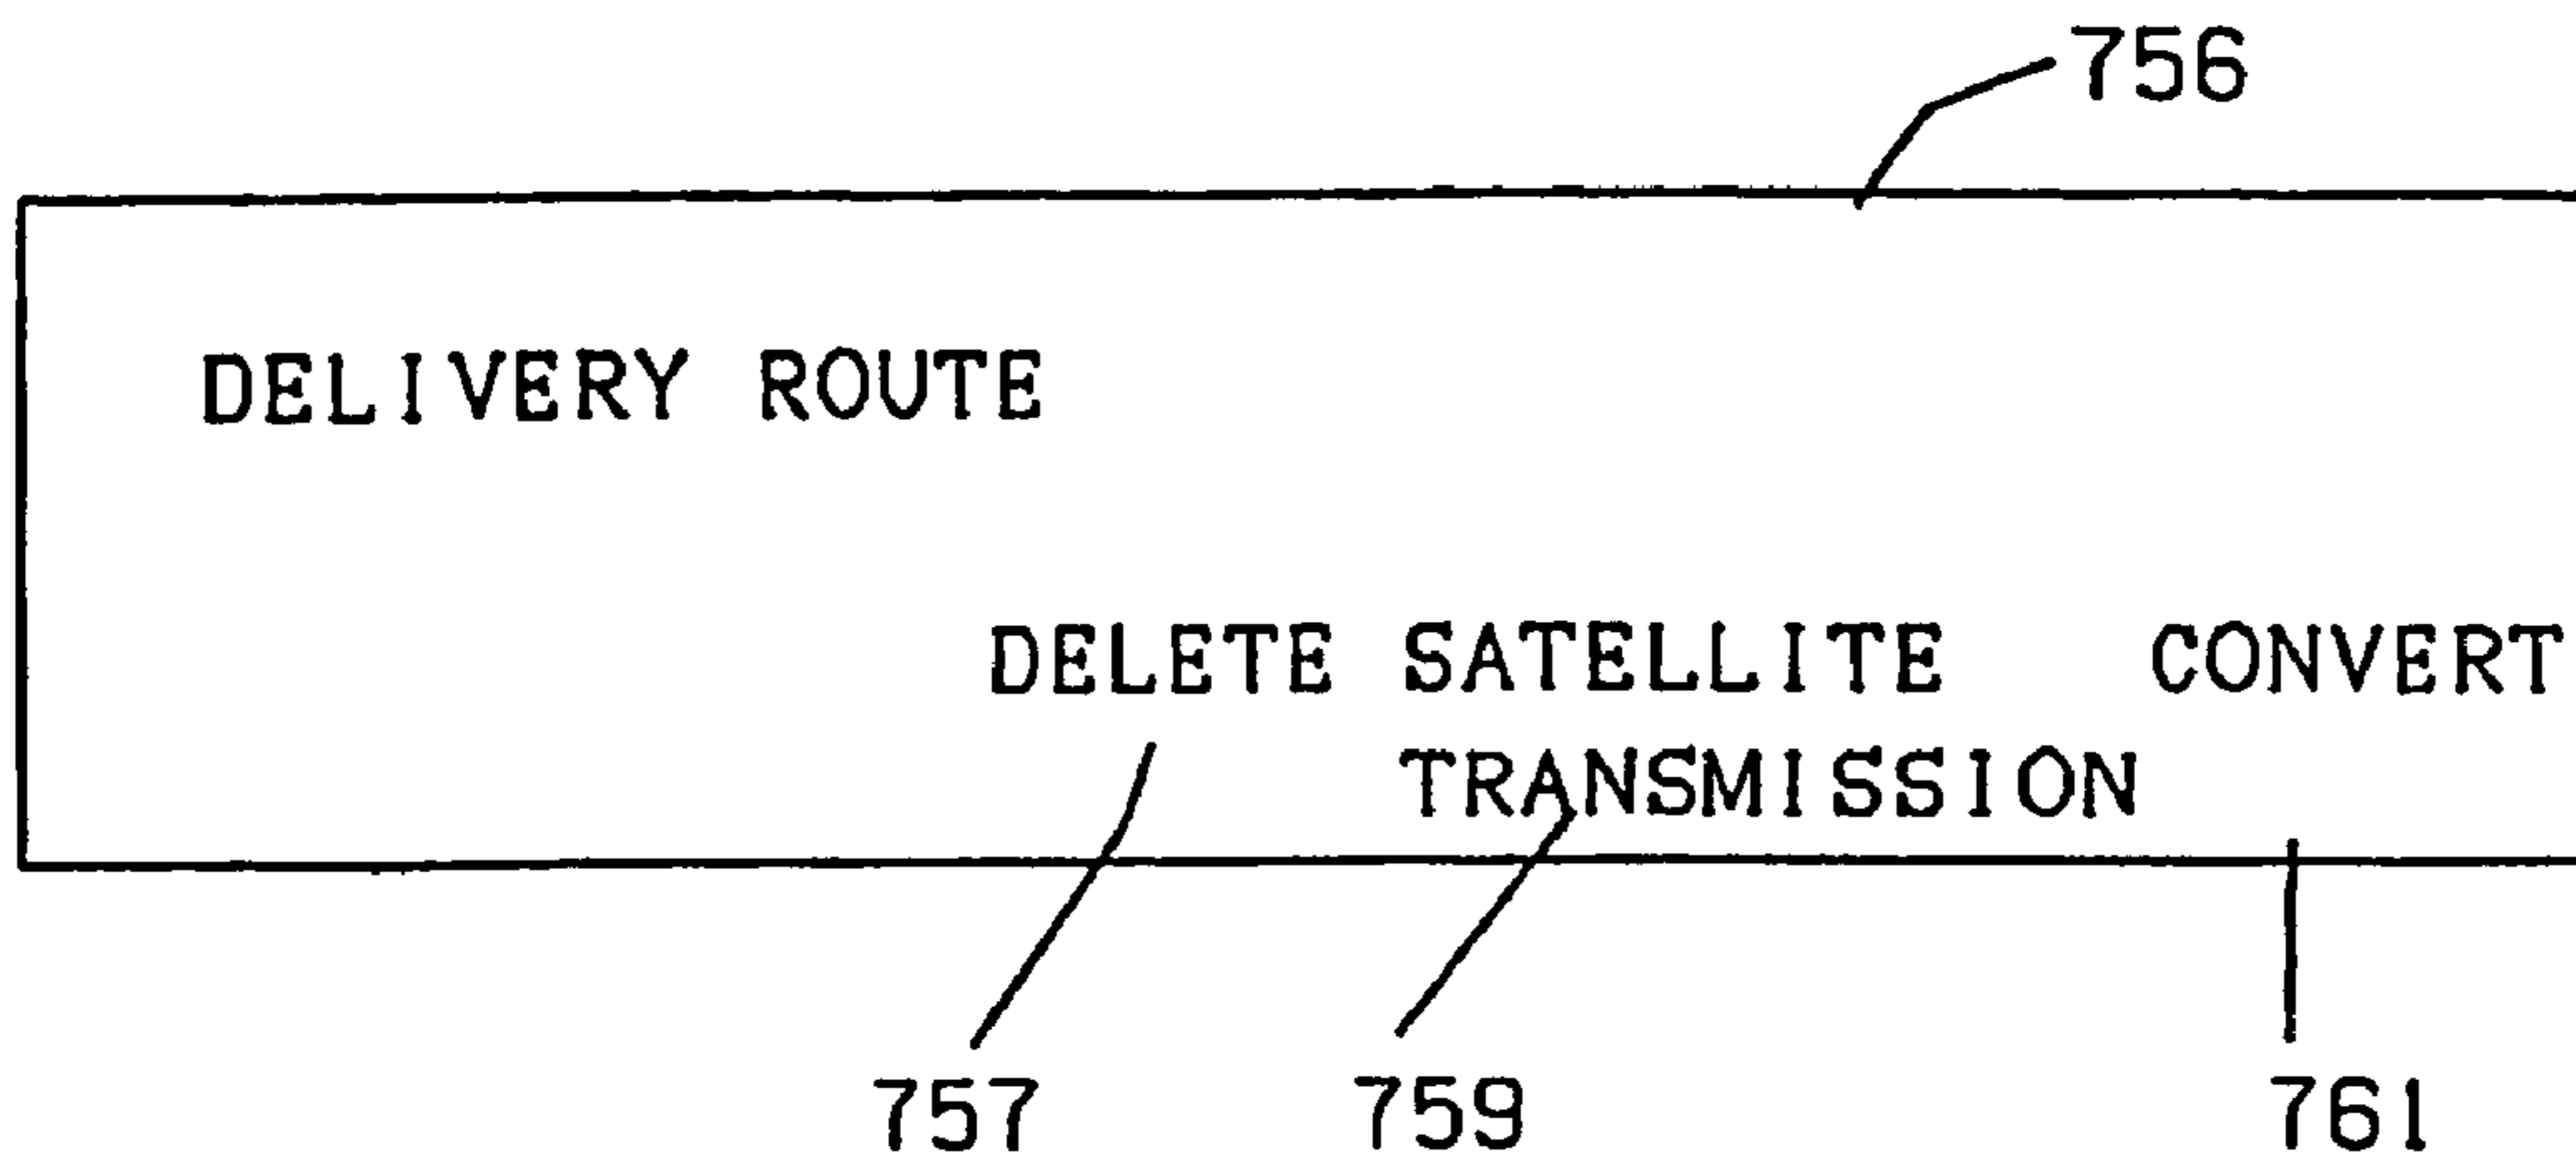 756
DELIVERY ROUTE
DELETE SATELLITE CONVERT
TRANSMISSION
757 759 761